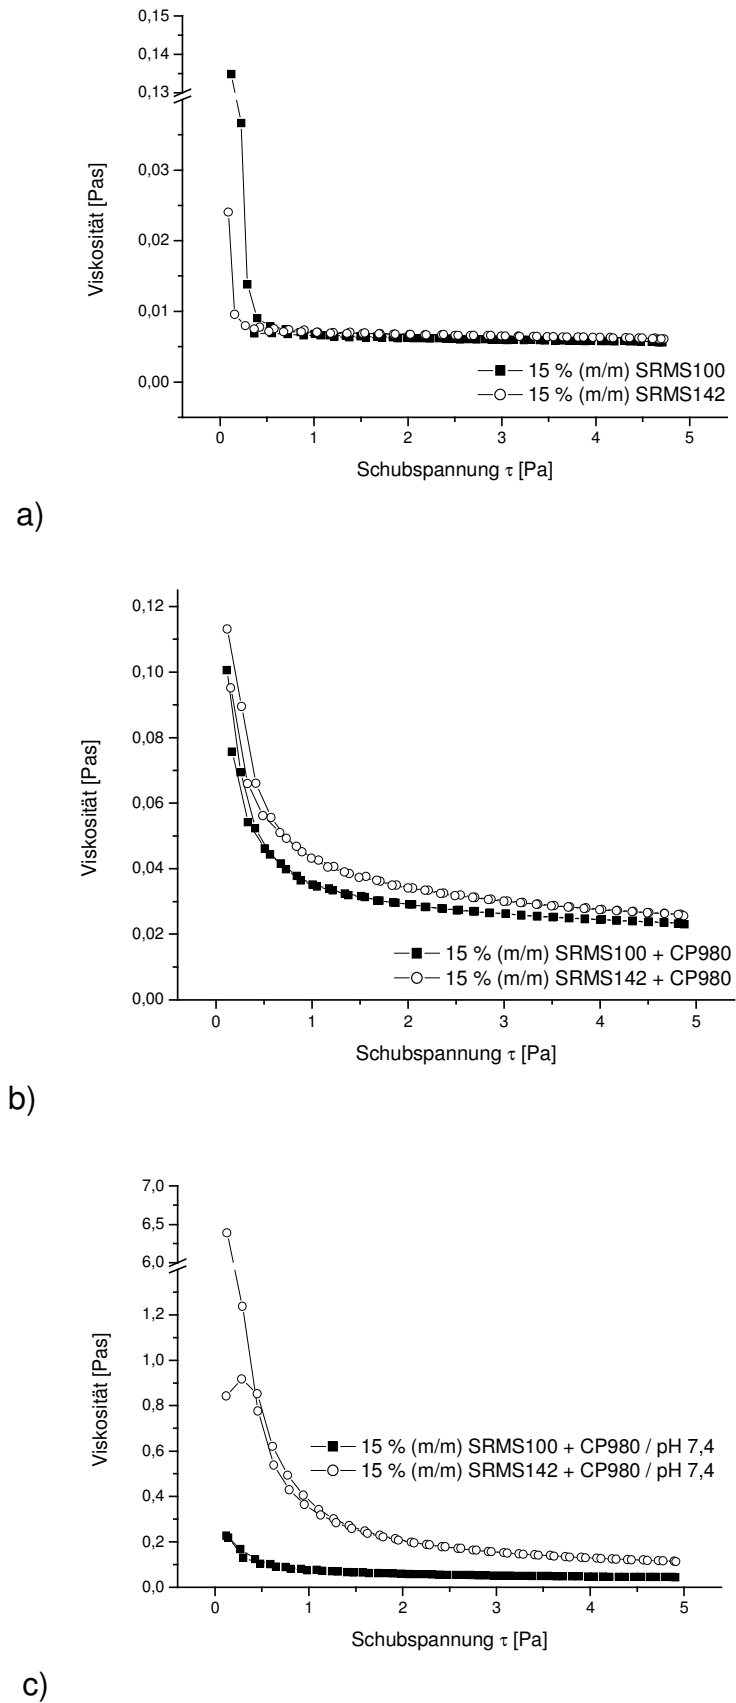 0,15
0,14
0,13
0,03
0,02
0,01
0,00
Viskosität [Pas]
15 % (m/m) SRMS100
15 % (m/m) SRMS142
0 1 2 3 4 5
Schubspannung τ [Pa]
a)
0,12
0,10
0,08
0,06
0,04
0,02
0,00
Viskosität [Pas]
15 % (m/m) SRMS100 + CP980
15 % (m/m) SRMS142 + CP980
0 1 2 3 4 5
Schubspannung τ [Pa]
b)
7,0
6,5
6,0
1,2
1,0
0,8
0,6
0,4
0,2
0,0
Viskosität [Pas]
15 % (m/m) SRMS100 + CP980 / pH 7,4
15 % (m/m) SRMS142 + CP980 / pH 7,4
0 1 2 3 4 5
Schubspannung τ [Pa]
c)